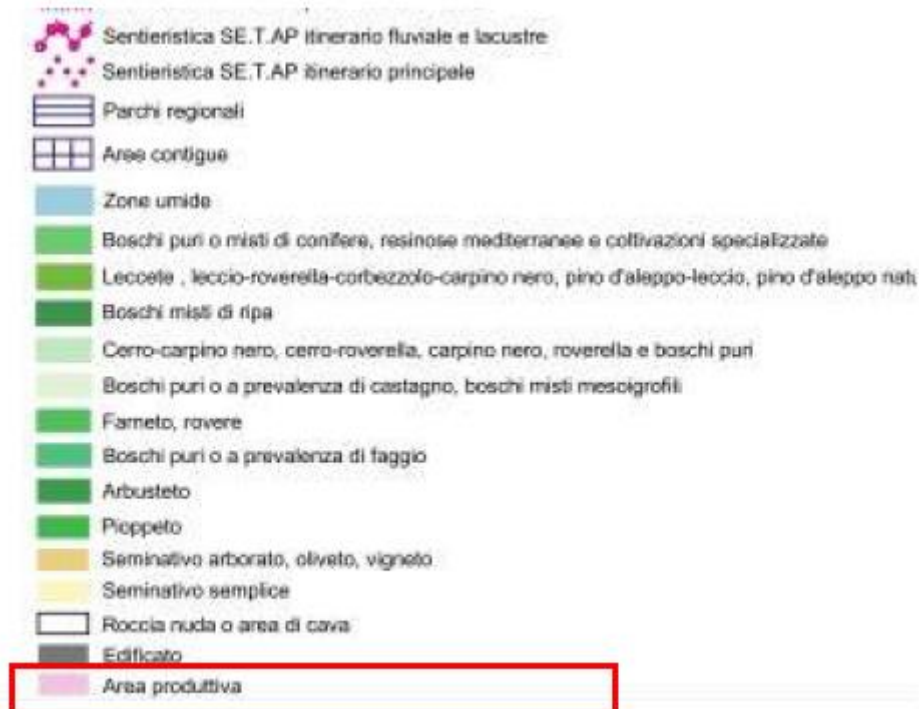 Sentieristica SE.T.AP itinerario fluviale e lacustre
Sentieristica SE.T.AP itinerario principale
Parchi regionali
Aree contigue
Zone umide
Boschi puri o misti di conifere, resinose mediterranee e coltivazioni specializzate
Leccete , leccio-roverella-corbezzolo-carpino nero, pino d'aleppo-leccio, pino d'aleppo natu
Boschi misti di ripa
Cerro-carpino nero, cerro-roverella, carpino nero, roverella e boschi puri
Boschi puri o a prevalenza di castagno, boschi misti mesoigrofili
Farneto, rovere
Boschi puri o a prevalenza di faggio
Arbusteto
Pioppeto
Seminativo arborato, oliveto, vigneto
Seminativo semplice
Roccia nuda o area di cava
Edificato
Area produttiva